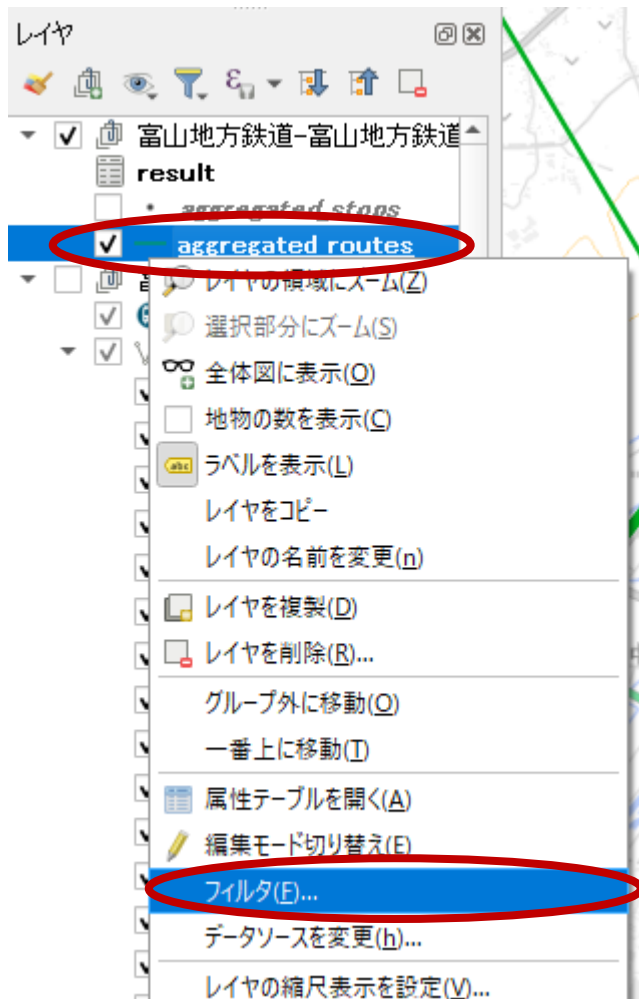 レイヤ
富山地方鉄道-富山地方鉄道
result
aggregated_stops
aggregated routes
レイヤの領域にズーム(Z)
選択部分にズーム(S)
全体図に表示(O)
地物の数を表示(C)
abc ラベルを表示(L)
レイヤをコピー
レイヤの名前を変更(n)
レイヤを複製(D)
レイヤを削除(R)...
グループ外に移動(O)
一番上に移動(T)
属性テーブルを開く(A)
編集モード切り替え(E)
フィルタ(F)...
データソースを変更(h)...
レイヤの縮尺表示を設定(V)...